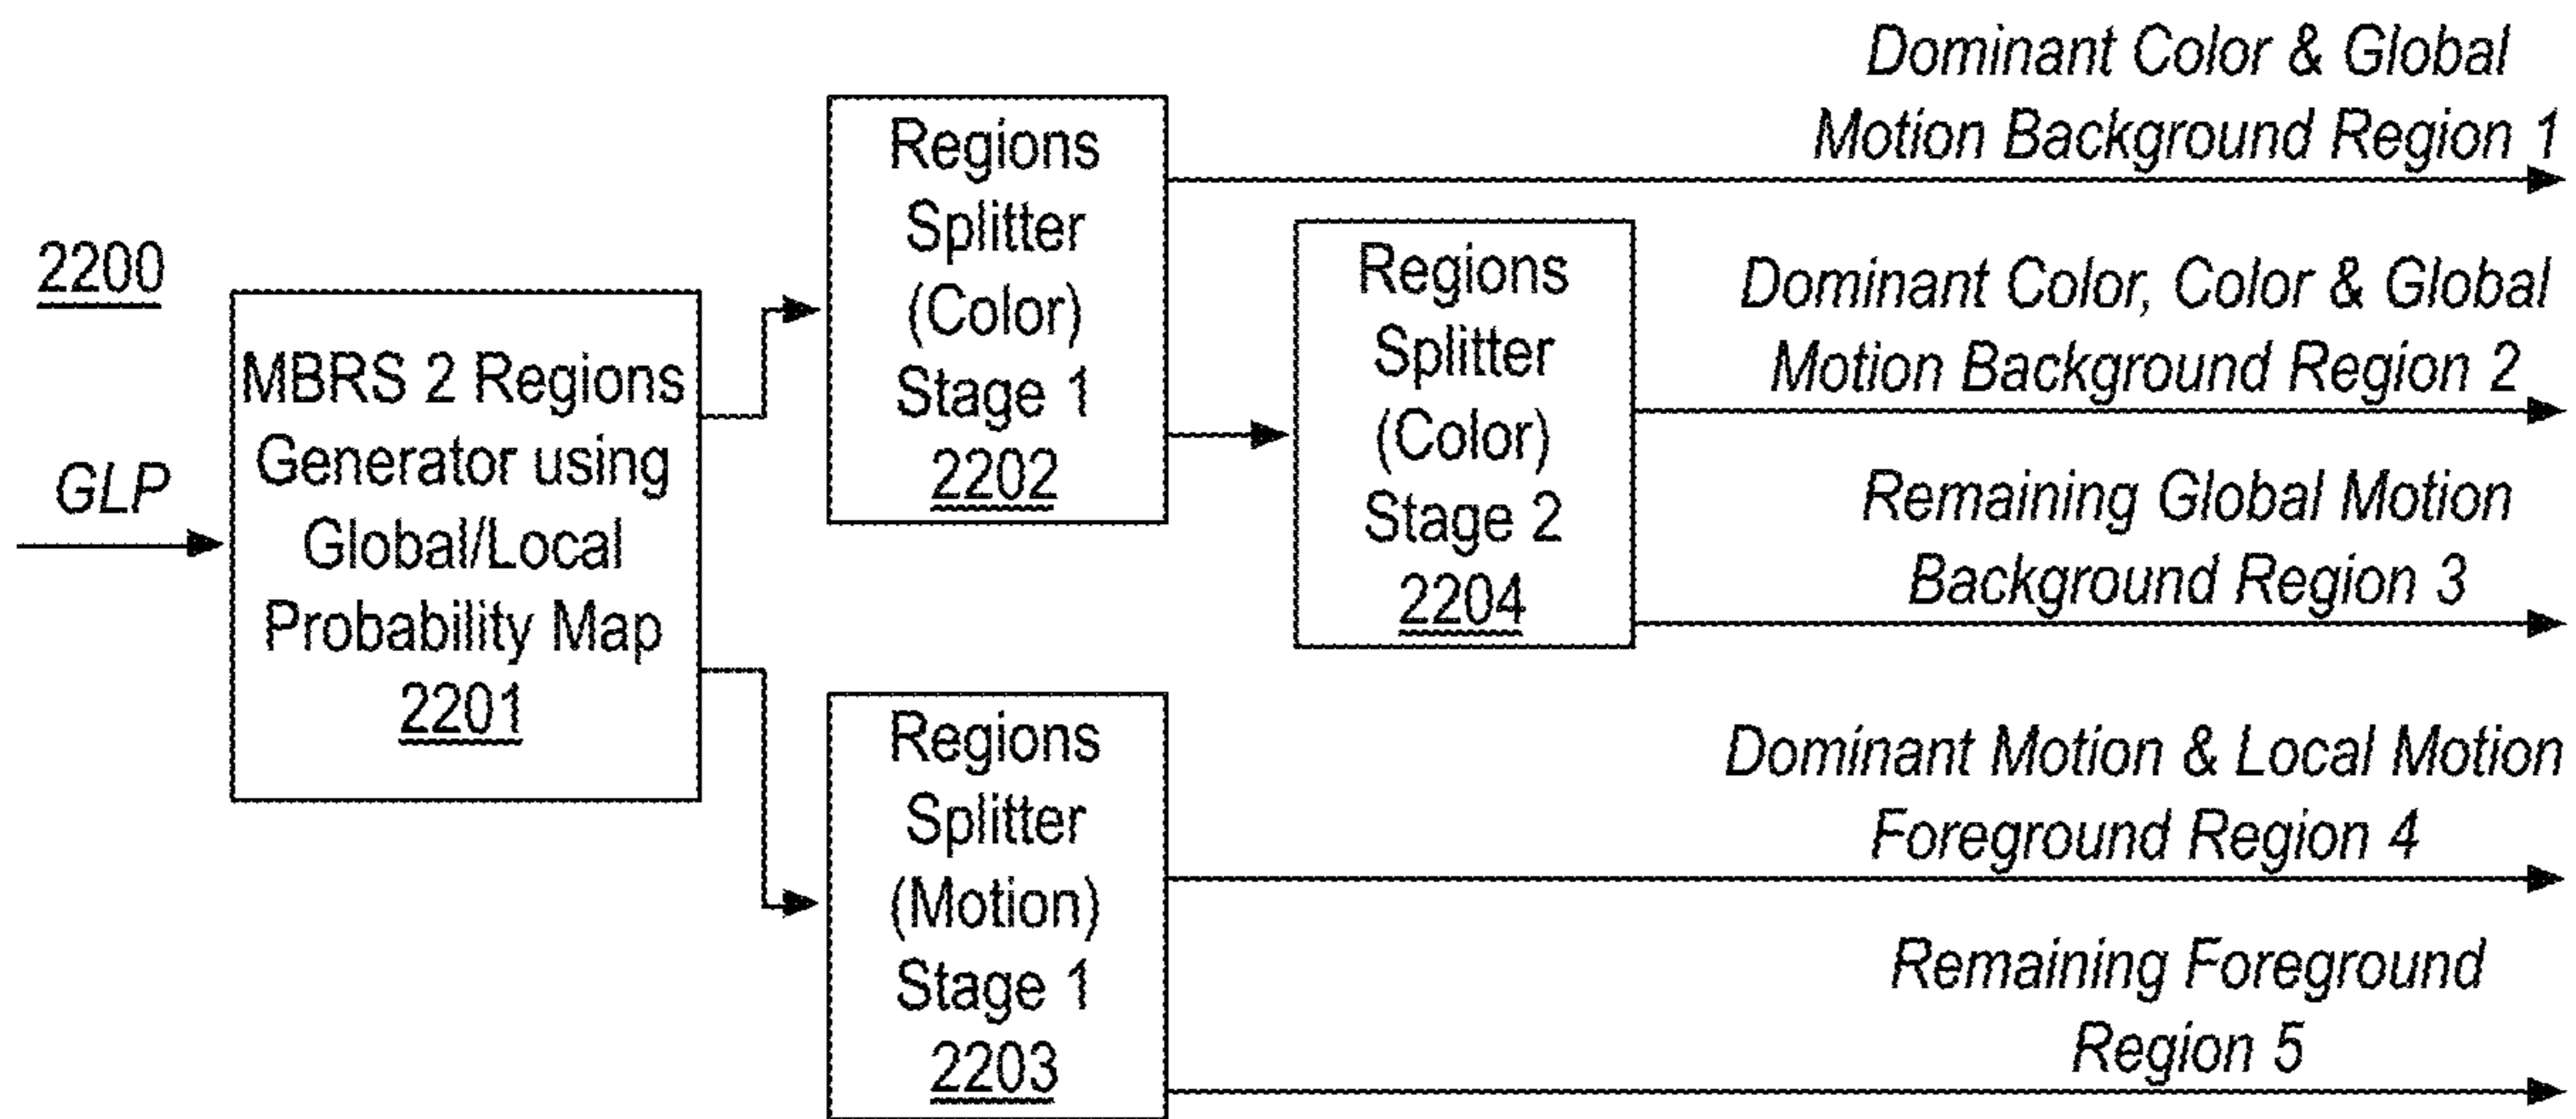 2200
GLP
MBRS 2 Regions
Generator using
Global/Local
Probability Map
2201
Regions
Splitter
(Color)
Stage 1
2202
Regions
Splitter
(Color)
Stage 2
2204
Regions
Splitter
(Motion)
Stage 1
2203
Dominant Color & Global
Motion Background Region 1
Dominant Color, Color & Global
Motion Background Region 2
Remaining Global Motion
Background Region 3
Dominant Motion & Local Motion
Foreground Region 4
Remaining Foreground
Region 5